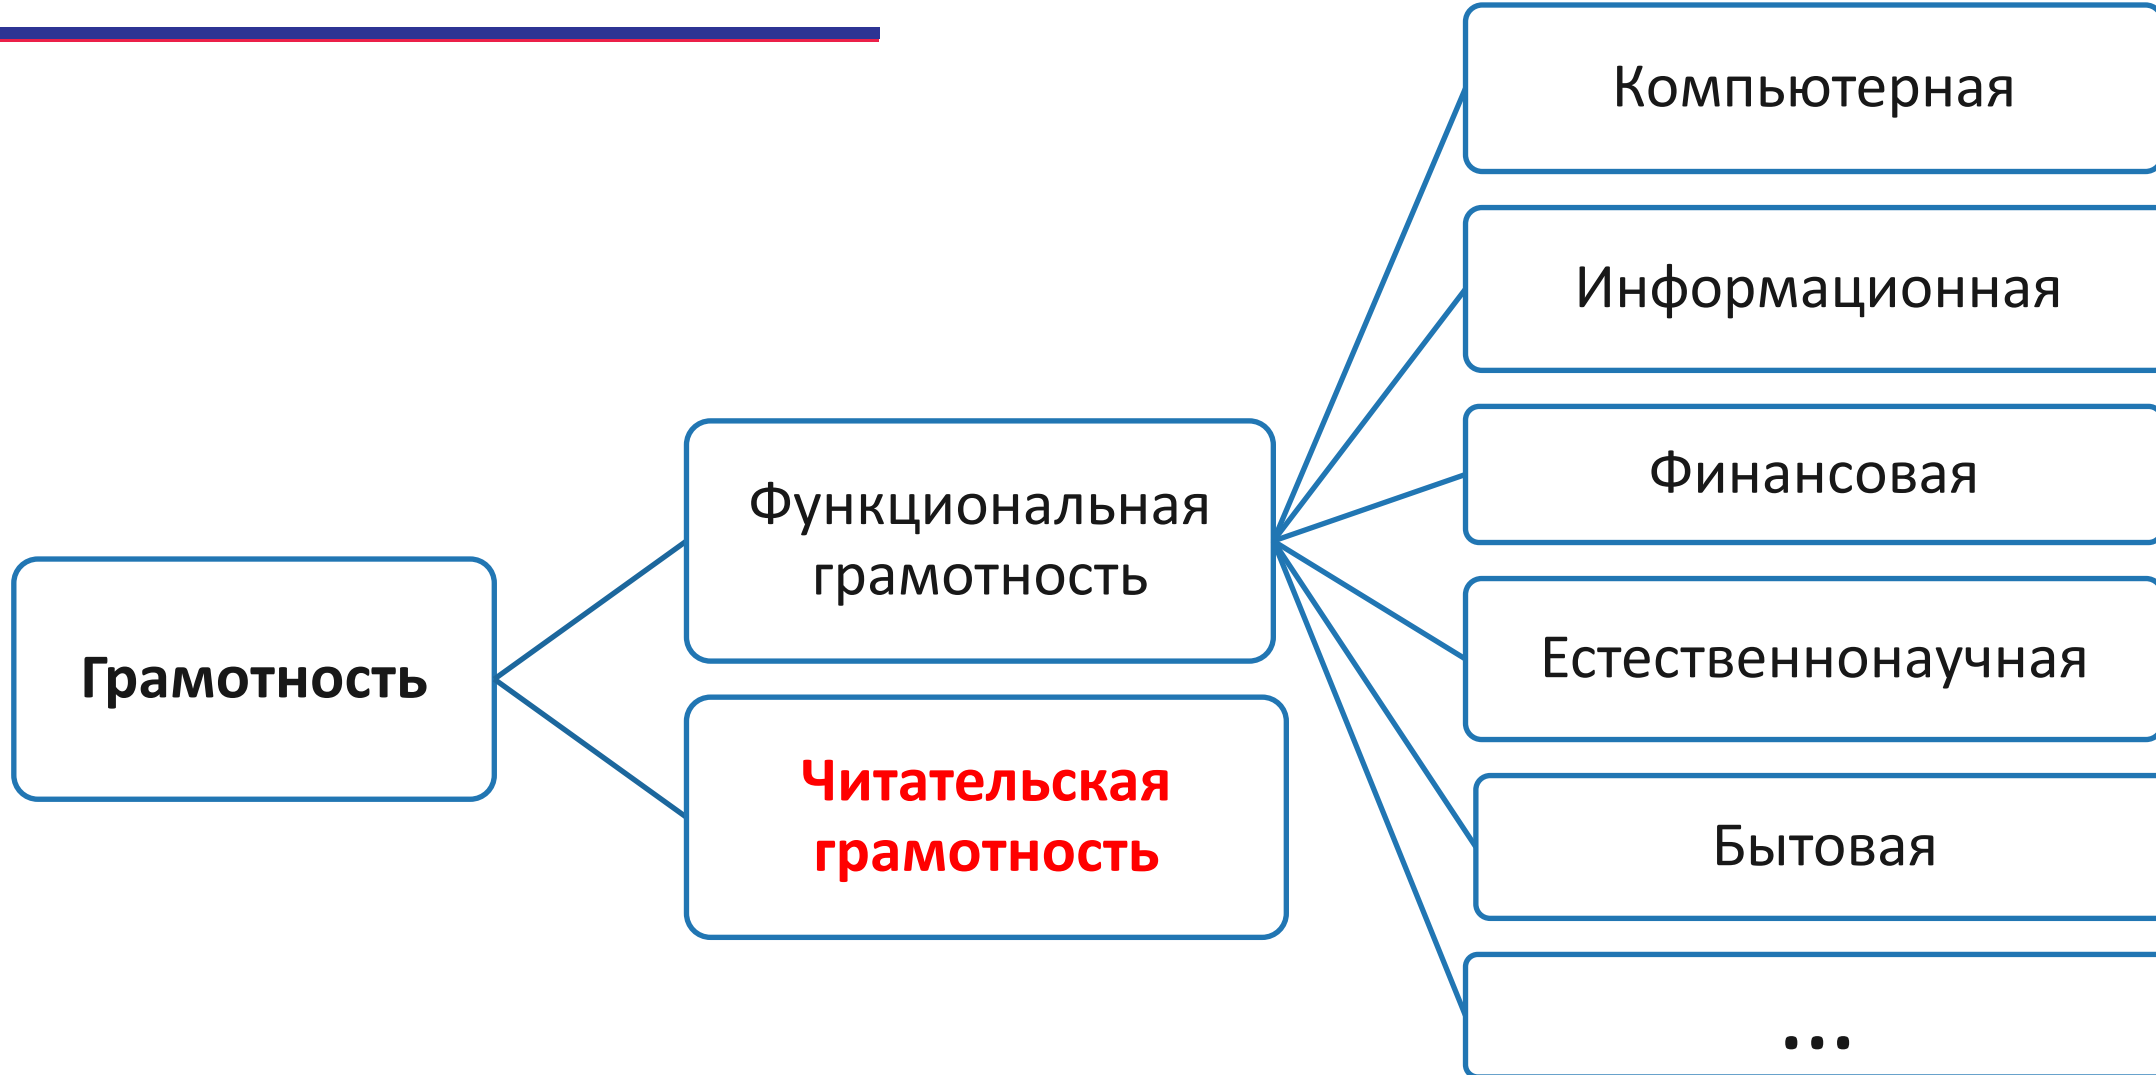 Грамотность
Функциональная
грамотность
Читательская
грамотность
Компьютерная
Информационная
Финансовая
Естественнонаучная
Бытовая
...